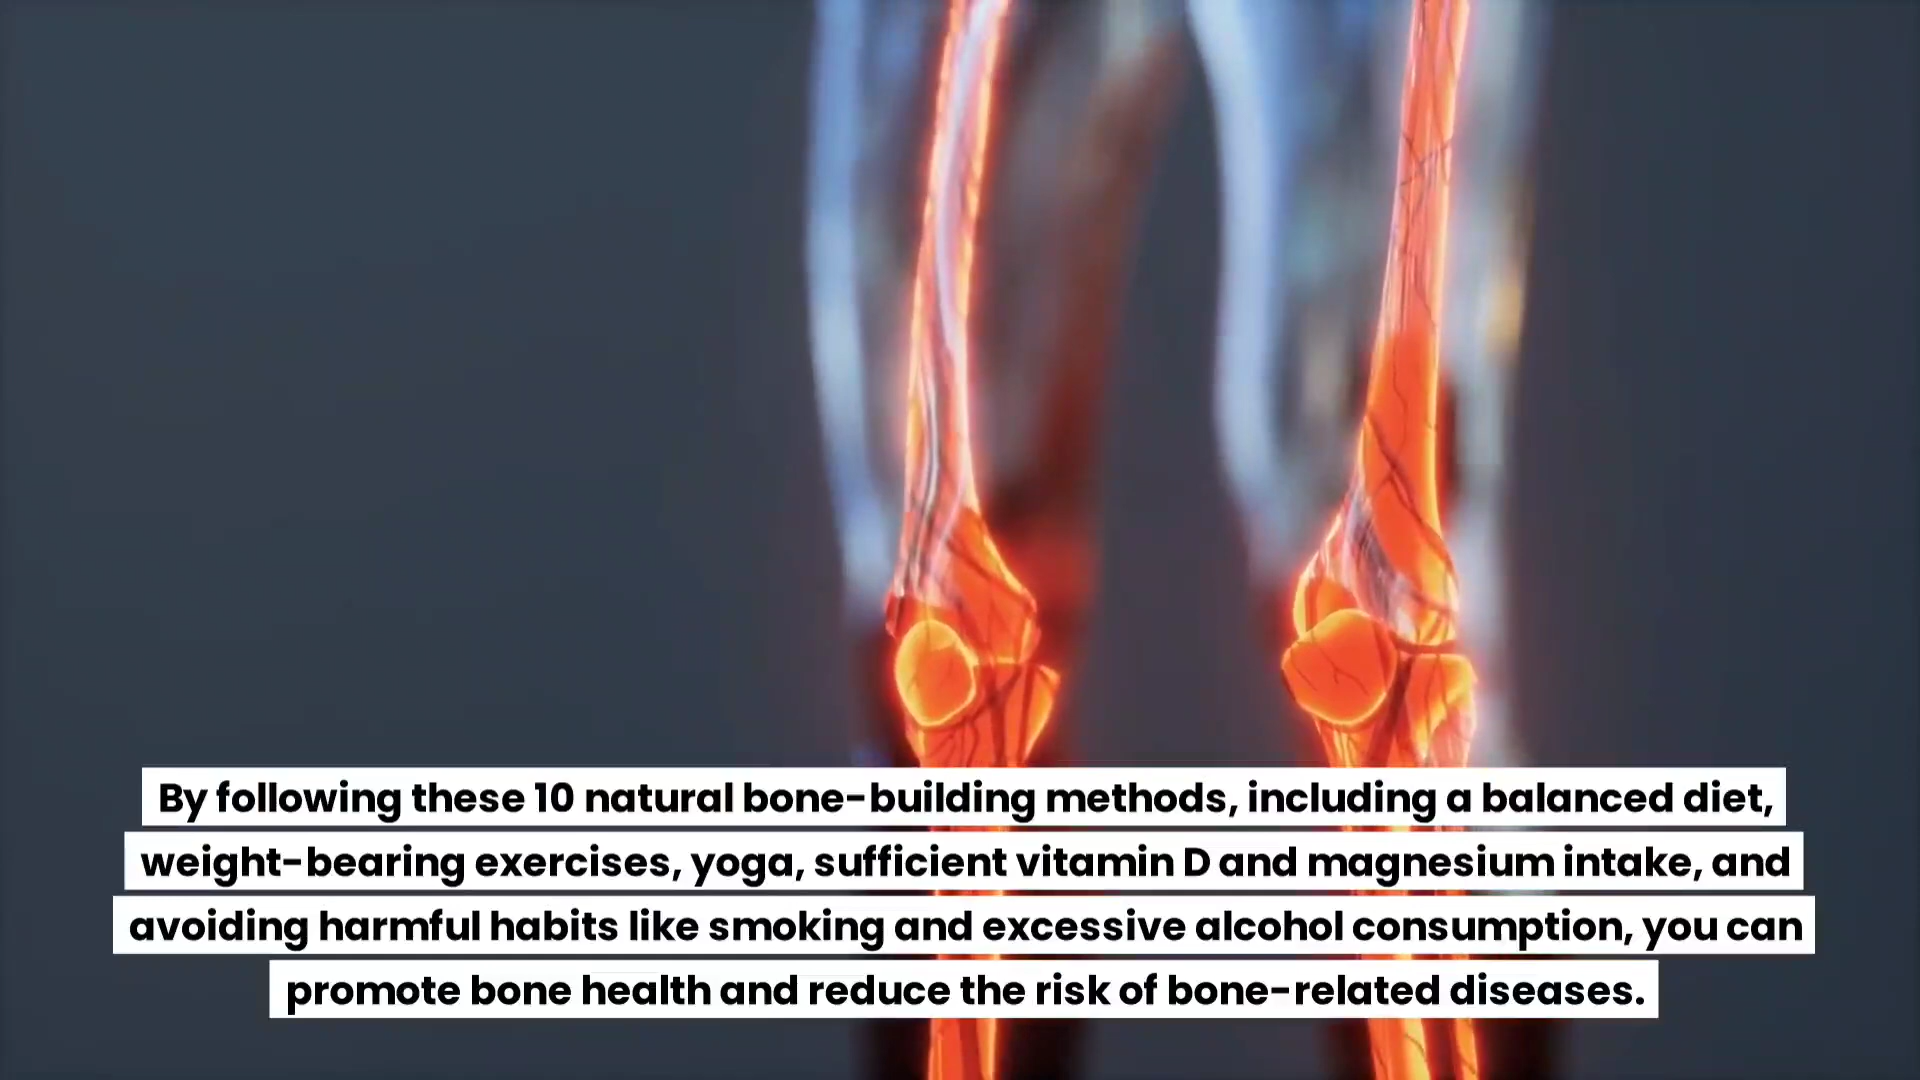 By following these 10 natural bone-building methods, including a balanced diet,
weight-bearing exercises, yoga, sufficient vitamin D and magnesium intake, and
avoiding harmful habits like smoking and excessive alcohol consumption, you can
promote bone health and reduce the risk of bone-related diseases.